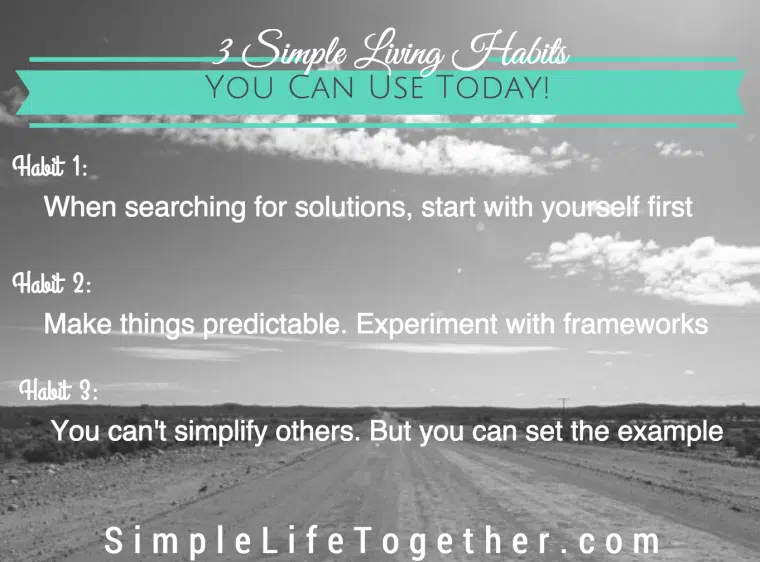 3 Simple Living Habits
You Can Use Today!
Habit 1:
When searching for solutions, start with yourself first
Habit 2:
Make things predictable. Experiment with frameworks
Habit 3:
You can't simplify others. But you can set the example
SimpleLifeTogether.com